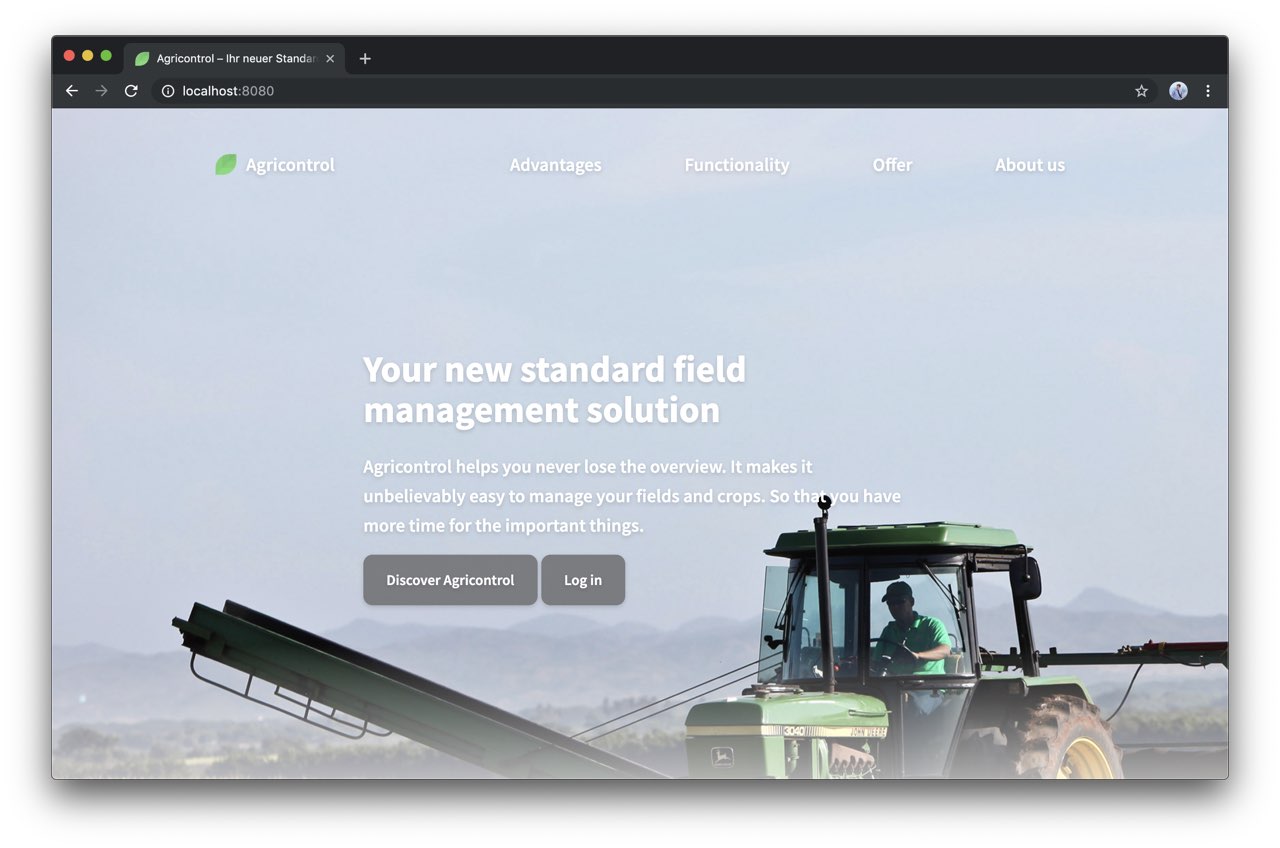 Agricontrol – Ihr neuer Standar
localhost:8080
Agricontrol
Advantages
Functionality
Offer
About us
Your new standard field
management solution
Agricontrol helps you never lose the overview. It makes it
unbelievably easy to manage your fields and crops. So that you have
more time for the important things.
Discover Agricontrol
Log in
3040
JOHN DEERE